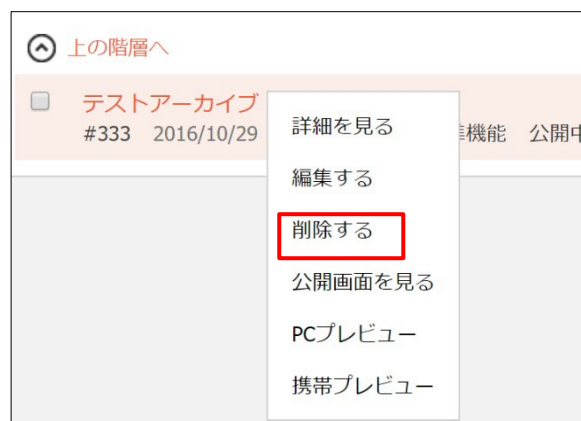 上の階層へ
テストアーカイブ
#333 2016/10/29 機能 公開中
詳細を見る
編集する
削除する
公開画面を見る
PCプレビュー
携帯プレビュー